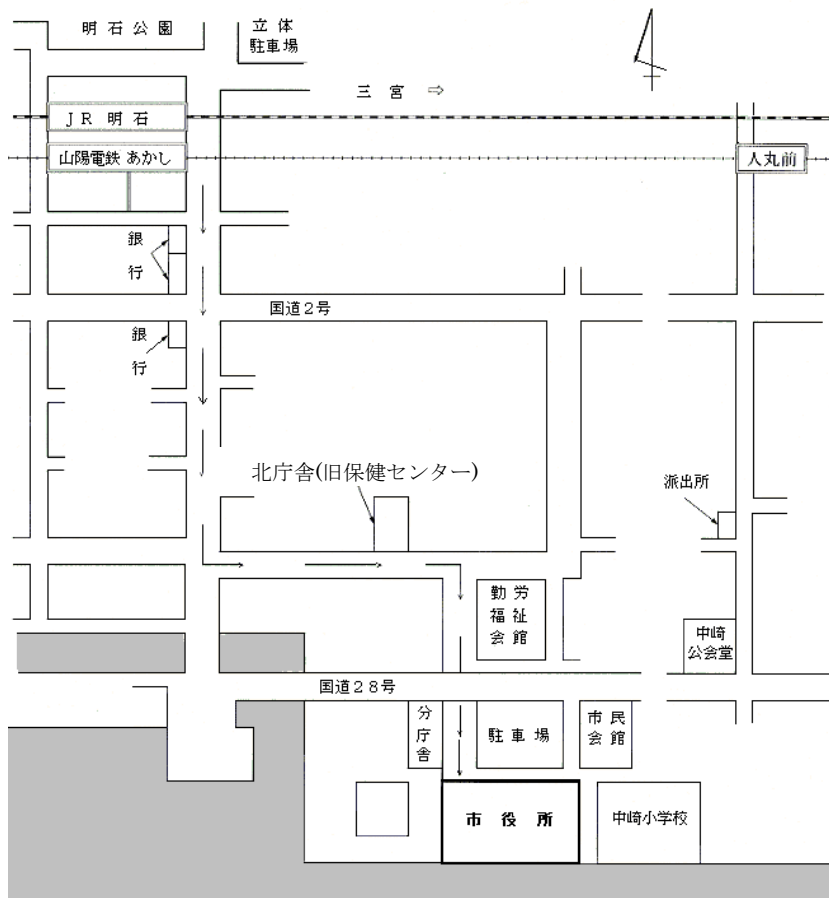 明石公園
立体
駐車場
三宮 ⇒
JR 明石
山陽電鉄 あかし
人丸前
銀
行
国道2号
銀
行
北庁舎(旧保健センター)
派出所
勤労
福祉
会館
中崎
公会堂
国道28号
分
庁
舎
駐車場
市民
会館
市役所
中崎小学校